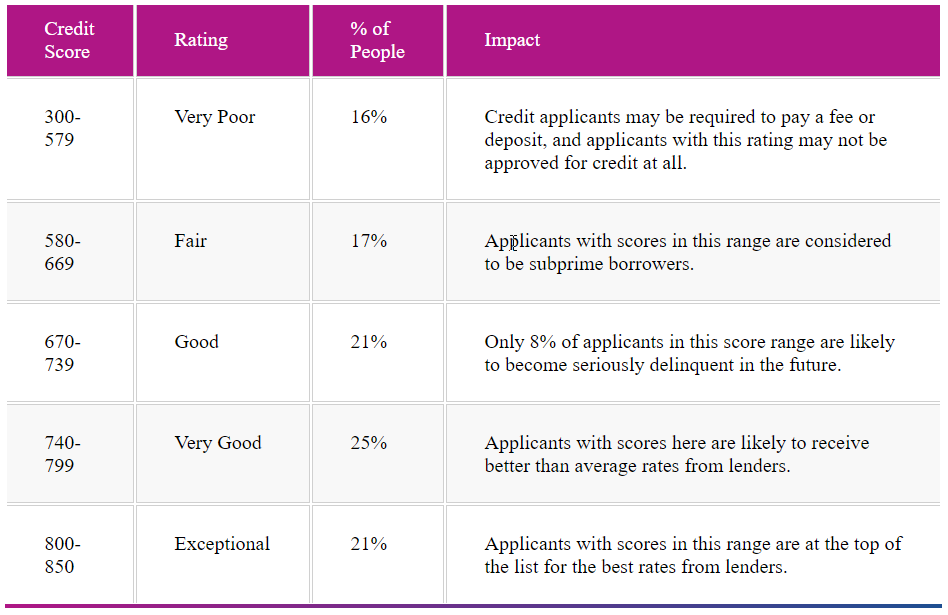 Credit
Score
Rating
% of
People
Impact
300-
579
Very Poor
16%
Credit applicants may be required to pay a fee or
deposit, and applicants with this rating may not be
approved for credit at all.
580-
669
Fair
17%
Applicants with scores in this range are considered
to be subprime borrowers.
670-
739
Good
21%
Only 8% of applicants in this score range are likely
to become seriously delinquent in the future.
740-
799
Very Good
25%
Applicants with scores here are likely to receive
better than average rates from lenders.
800-
850
Exceptional
21%
Applicants with scores in this range are at the top of
the list for the best rates from lenders.